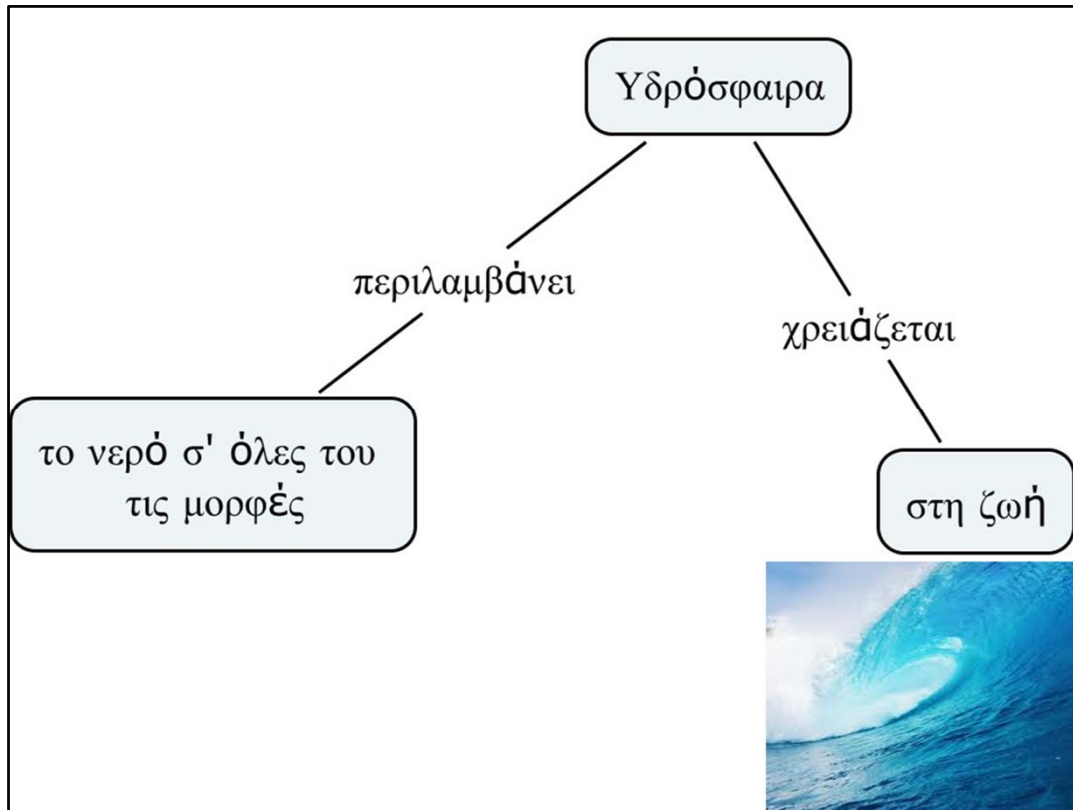 Υδρόσφαιρα
περιλαμβάνει
χρειάζεται
το νερό σ' όλες του
τις μορφές
στη ζωή